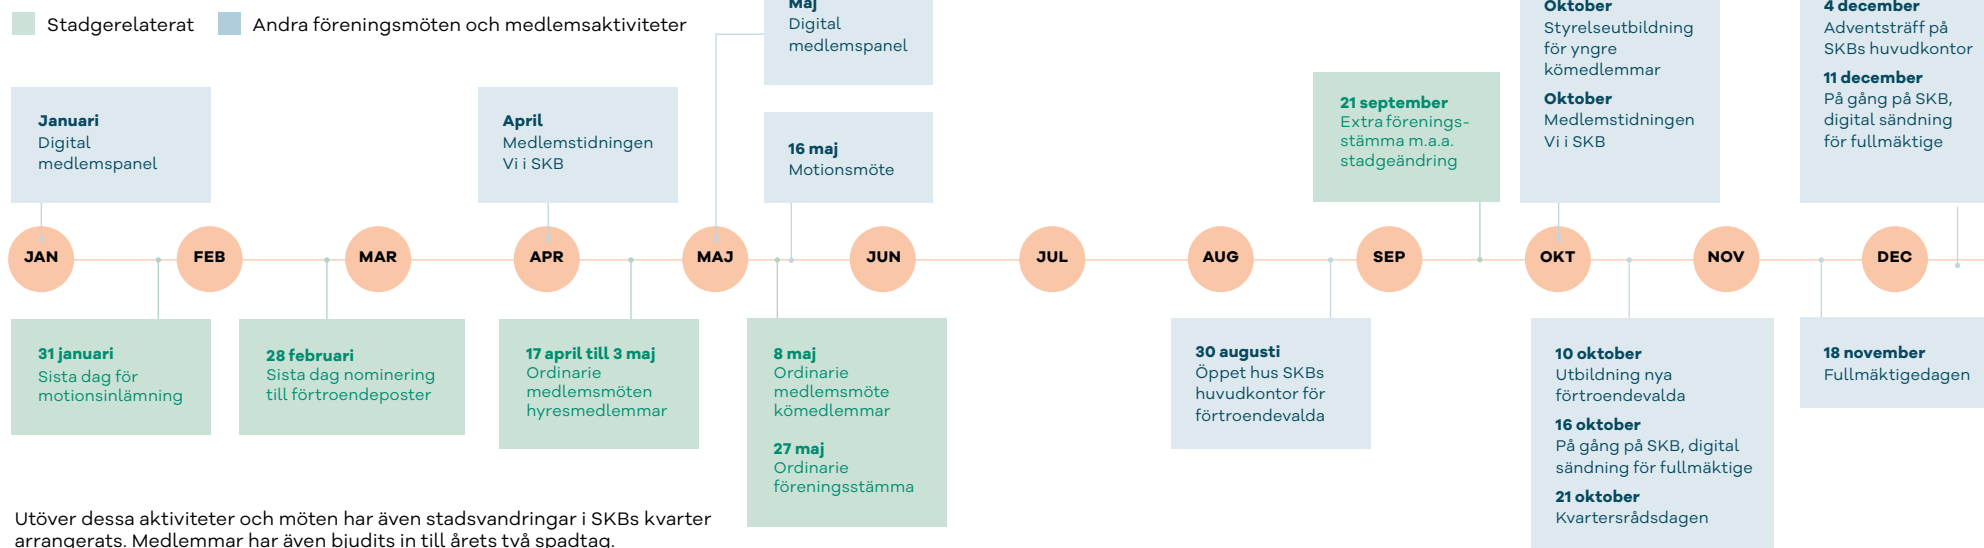 Stadgerelaterat
Andra föreningsmöten och medlemsaktiviteter
Januari
Digital
medlemspanel
April
Medlemstidningen
Vi i SKB
Maj
Digital
medlemspanel
16 maj
Motionsmöte
21 september
Extra förenings-
stämma m.a.a.
stadgeändring
Oktober
Styrelseutbildning
för yngre
kömedlemmar
Oktober
Medlemstidningen
Vi i SKB
4 december
Adventsträff på
SKBs huvudkontor
11 december
På gång på SKB,
digital sändning
för fullmäktige
JAN
FEB
MAR
APR
MAJ
JUN
JUL
AUG
SEP
OKT
NOV
DEC
31 januari
Sista dag för
motionsinlämning
28 februari
Sista dag nominering
till förtroendeposter
17 april till 3 maj
Ordinarie
medlemsmöten
hyresmedlemmar
8 maj
Ordinarie
medlemsmöte
kömedlemmar
27 maj
Ordinarie
föreningsstämma
30 augusti
Öppet hus SKBs
huvudkontor för
förtroendevalda
10 oktober
Utbildning nya
förtroendevalda
16 oktober
På gång på SKB, digital
sändning för fullmäktige
21 oktober
Kvartersrådsdagen
18 november
Fullmäktigedagen
Utöver dessa aktiviteter och möten har även stadsvandringar i SKBs kvarter
arrangerats. Medlemmar har även bjudits in till årets två spadtag.